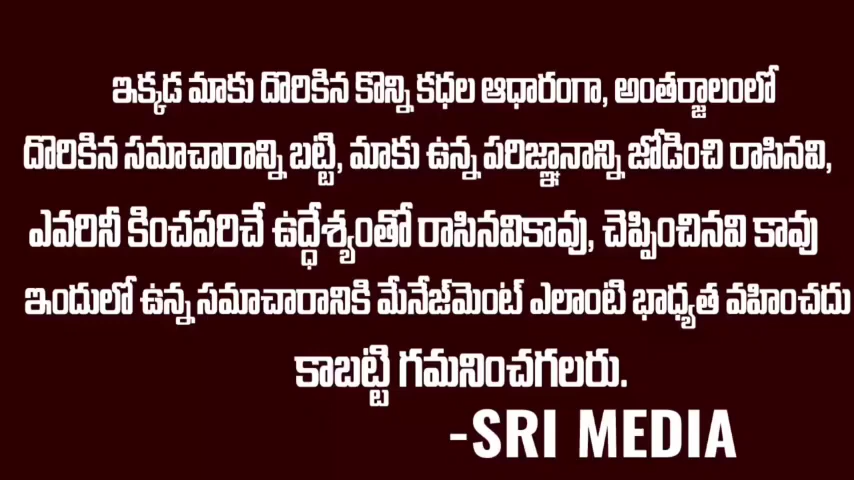 ఇక్కడ మాకు దొరికిన కొన్ని కధల ఆధారంగా, అంతర్జాలంలో
దొరికిన సమాచారాన్ని బట్టి, మాకు ఉన్న పరిజ్ఞానాన్ని జోడించి రాసినవి,
ఎవరినీ కించపరిచే ఉద్ధేశ్యంతో రాసినవికావు, చెప్పించినవి కావు
ఇందులో ఉన్న సమాచారానికి మేనేజ్‌మెంట్ ఎలాంటి భాధ్యత వహించదు
కాబట్టి గమనించగలరు.
-SRI MEDIA